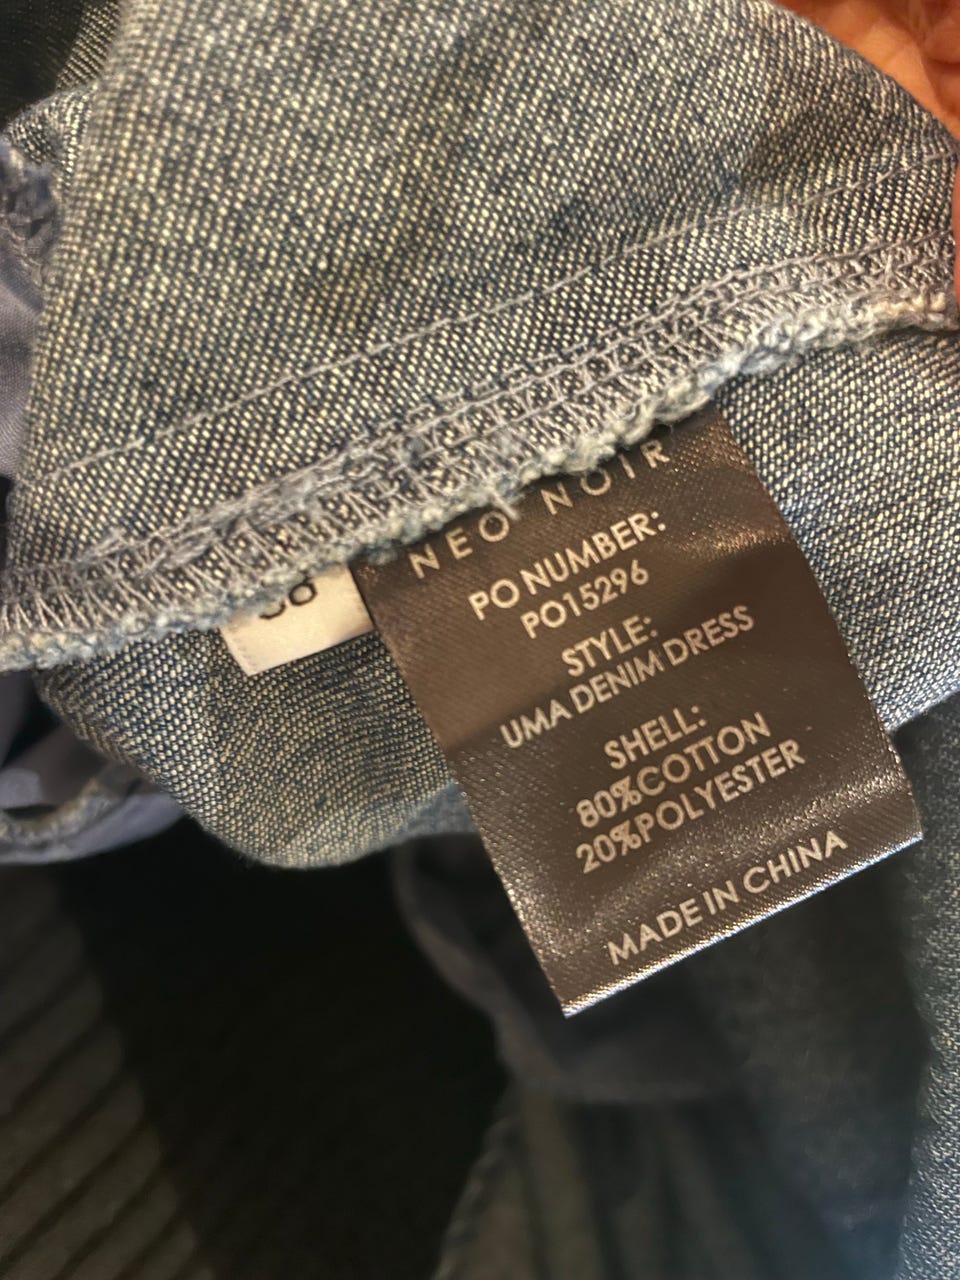 NEO NOIR
PO NUMBER:
PO15296
STYLE:
UMA DENIM DRESS
SHELL:
80%COTTON
20%POLYESTER
MADE IN CHINA